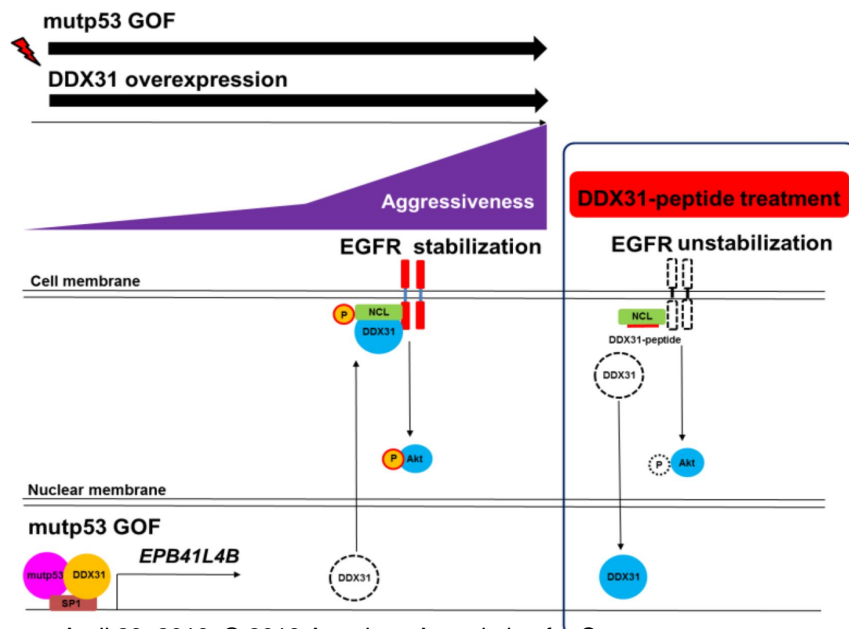 mutp53 GOF
DDX31 overexpression
Aggressiveness
DDX31-peptide treatment
EGFR stabilization
EGFR unstabilization
Cell membrane
P
NCL
DDX31
NCL
DDX31-peptide
DDX31
P
Akt
P
Akt
Nuclear membrane
mutp53 GOF
EPB41L4B
mutp53
DDX31
SP1
DDX31
DDX31